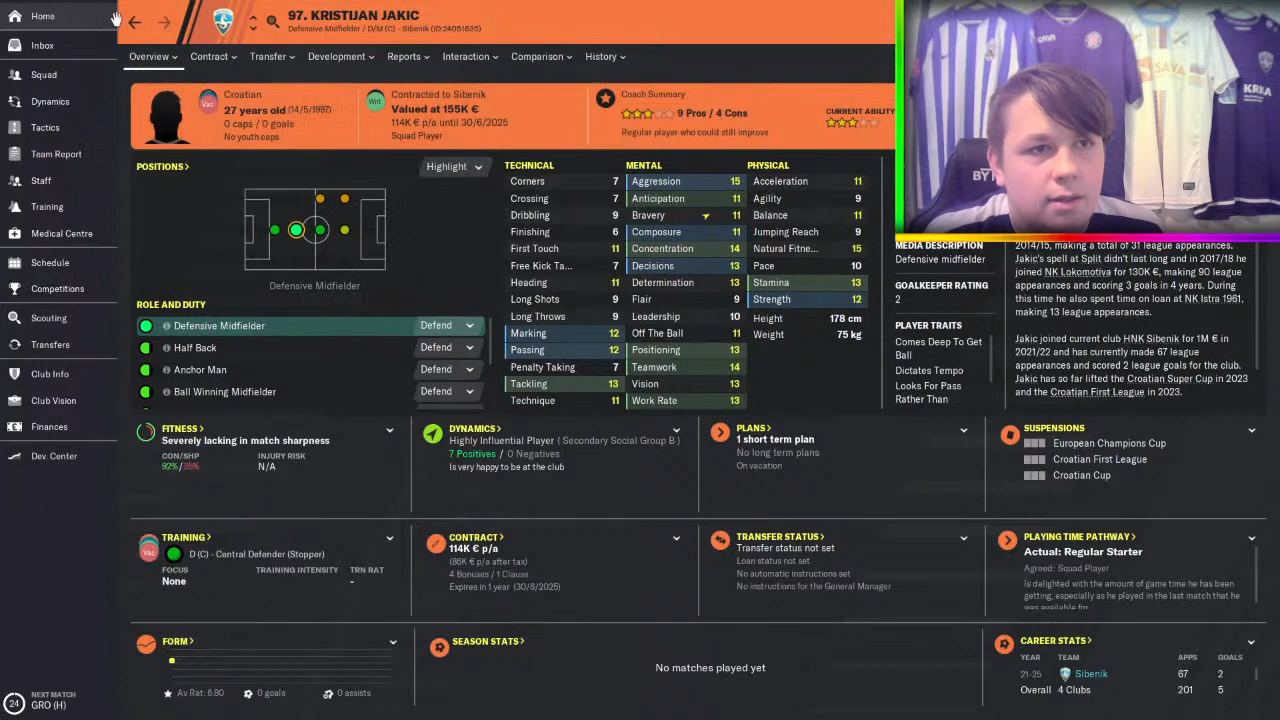 Home
Inbox
Squad
Dynamics
Tactics
Team Report
Staff
Training
Medical Centre
Schedule
Competitions
Scouting
Transfers
Club Info
Club Vision
Finances
Dev. Center
24
NEXT MATCH
GRO (H)
97. KRISTIJAN JAKIC
Defensive Midfielder / D/M (C) - Sibenik (ID:24051635)
Overview
Contract
Transfer
Development
Reports
Interaction
Comparison
History
Vac
Croatian
27 years old (14/5/1997)
0 caps / 0 goals
No youth caps
Wnt
Contracted to Sibenik
Valued at 155K €
114K € p/a until 30/6/2025
Squad Player
Coach Summary
9 Pros / 4 Cons
Regular player who could still improve
CURRENT ABILITY
POSITIONS>
Highlight
Defensive Midfielder
ROLE AND DUTY
Defensive Midfielder Defend
Half Back Defend
Anchor Man Defend
Ball Winning Midfielder Defend
TECHNICAL
Corners 7
Crossing 7
Dribbling 9
Finishing 6
First Touch 11
Free Kick Ta... 7
Heading 11
Long Shots 9
Long Throws 9
Marking 12
Passing 12
Penalty Taking 7
Tackling 13
Technique 11
MENTAL
Aggression 15
Anticipation 11
Bravery 11
Composure 11
Concentration 14
Decisions 13
Determination 13
Flair 9
Leadership 10
Off The Ball 11
Positioning 13
Teamwork 14
Vision 13
Work Rate 13
PHYSICAL
Acceleration 11
Agility 9
Balance 11
Jumping Reach 9
Natural Fitne... 15
Pace 10
Stamina 13
Strength 12
Height 178 cm
Weight 75 kg
MEDIA DESCRIPTION
Defensive midfielder
GOALKEEPER RATING
2
PLAYER TRAITS
Comes Deep To Get
Ball
Dictates Tempo
Looks For Pass
Rather Than
2014/15, making a total of 31 league appearances.
Jakic's spell at Split didn't last long and in 2017/18 he
joined NK Lokomotiva for 130K €, making 90 league
appearances and scoring 3 goals in 4 years. During
this time he also spent time on loan at NK Istra 1961,
making 13 league appearances.
Jakic joined current club HNK Sibenik for 1M € in
2021/22 and has currently made 67 league
appearances and scored 2 league goals for the club.
Jakic has so far lifted the Croatian Super Cup in 2023
and the Croatian First League in 2023.
FITNESS>
Severely lacking in match sharpness
CON/SHP
92%/35%
INJURY RISK
N/A
DYNAMICS>
Highly Influential Player ( Secondary Social Group B )
7 Positives / 0 Negatives
Is very happy to be at the club
PLANS>
1 short term plan
No long term plans
On vacation
SUSPENSIONS
European Champions Cup
Croatian First League
Croatian Cup
TRAINING>
Vac
D (C) - Central Defender (Stopper)
FOCUS
None
TRAINING INTENSITY
TRN RAT
-
CONTRACT>
114K € p/a
(86K € p/a after tax)
4 Bonuses / 1 Clause
Expires in 1 year (30/6/2025)
TRANSFER STATUS>
Transfer status not set
Loan status not set
No automatic instructions set
No instructions for the General Manager
PLAYING TIME PATHWAY>
Actual: Regular Starter
Agreed: Squad Player
Is delighted with the amount of game time he has been
getting, especially as he played in the last match that he
was available for.
FORM>
Av Rat: 6.80
0 goals
0 assists
SEASON STATS>
No matches played yet
CAREER STATS>
YEAR TEAM APPS GOALS
21-25 Sibenik 67 2
Overall 4 Clubs 201 5
SAVA
KRKA